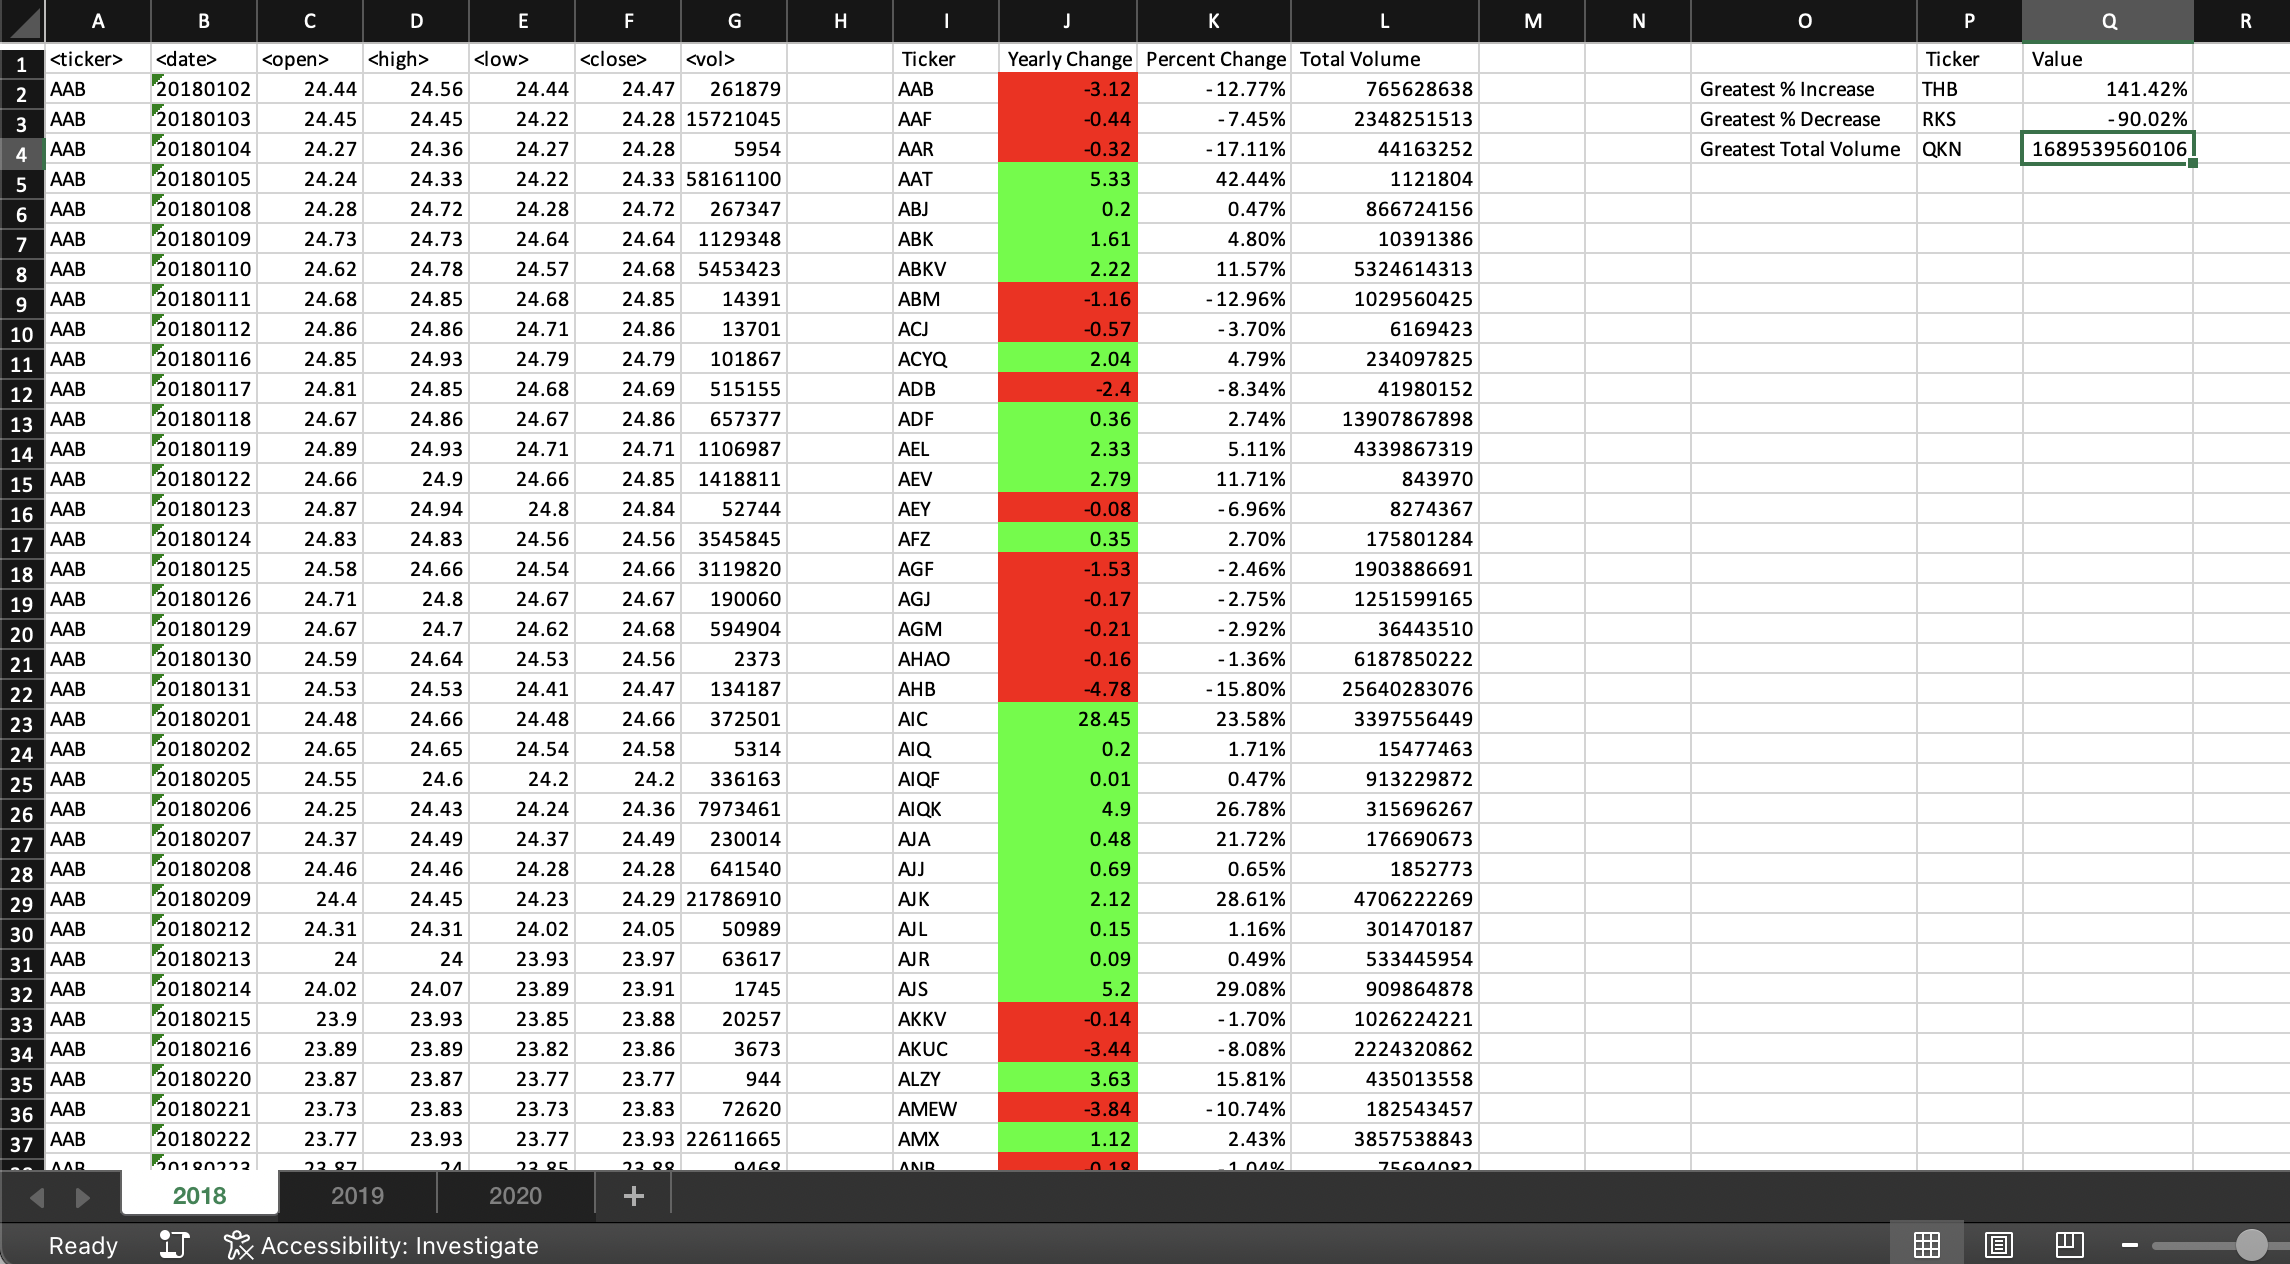 A B C D E F G H I J K L M N O P Q R
1 <ticker> <date> <open> <high> <low> <close> <vol> Ticker Yearly Change Percent Change Total Volume Ticker Value
2 AAB 20180102 24.44 24.56 24.44 24.47 261879 AAB -3.12 -12.77% 765628638 Greatest % Increase THB 141.42%
3 AAB 20180103 24.45 24.45 24.22 24.28 15721045 AAF -0.44 -7.45% 2348251513 Greatest % Decrease RKS -90.02%
4 AAB 20180104 24.27 24.36 24.27 24.28 5954 AAR -0.32 -17.11% 44163252 Greatest Total Volume QKN 1689539560106
5 AAB 20180105 24.24 24.33 24.22 24.33 58161100 AAT 5.33 42.44% 1121804
6 AAB 20180108 24.28 24.72 24.28 24.72 267347 ABJ 0.2 0.47% 866724156
7 AAB 20180109 24.73 24.73 24.64 24.64 1129348 ABK 1.61 4.80% 10391386
8 AAB 20180110 24.62 24.78 24.57 24.68 5453423 ABKV 2.22 11.57% 5324614313
9 AAB 20180111 24.68 24.85 24.68 24.85 14391 ABM -1.16 -12.96% 1029560425
10 AAB 20180112 24.86 24.86 24.71 24.86 13701 ACJ -0.57 -3.70% 6169423
11 AAB 20180116 24.85 24.93 24.79 24.79 101867 ACYQ 2.04 4.79% 234097825
12 AAB 20180117 24.81 24.85 24.68 24.69 515155 ADB -2.4 -8.34% 41980152
13 AAB 20180118 24.67 24.86 24.67 24.86 657377 ADF 0.36 2.74% 13907867898
14 AAB 20180119 24.89 24.93 24.71 24.71 1106987 AEL 2.33 5.11% 4339867319
15 AAB 20180122 24.66 24.9 24.66 24.85 1418811 AEV 2.79 11.71% 843970
16 AAB 20180123 24.87 24.94 24.8 24.84 52744 AEY -0.08 -6.96% 8274367
17 AAB 20180124 24.83 24.83 24.56 24.56 3545845 AFZ 0.35 2.70% 175801284
18 AAB 20180125 24.58 24.66 24.54 24.66 3119820 AGF -1.53 -2.46% 1903886691
19 AAB 20180126 24.71 24.8 24.67 24.67 190060 AGJ -0.17 -2.75% 1251599165
20 AAB 20180129 24.67 24.7 24.62 24.68 594904 AGM -0.21 -2.92% 36443510
21 AAB 20180130 24.59 24.64 24.53 24.56 2373 AHAO -0.16 -1.36% 6187850222
22 AAB 20180131 24.53 24.53 24.41 24.47 134187 AHB -4.78 -15.80% 25640283076
23 AAB 20180201 24.48 24.66 24.48 24.66 372501 AIC 28.45 23.58% 3397556449
24 AAB 20180202 24.65 24.65 24.54 24.58 5314 AIQ 0.2 1.71% 15477463
25 AAB 20180205 24.55 24.6 24.2 24.2 336163 AIQF 0.01 0.47% 913229872
26 AAB 20180206 24.25 24.43 24.24 24.36 7973461 AIQK 4.9 26.78% 315696267
27 AAB 20180207 24.37 24.49 24.37 24.49 230014 AJA 0.48 21.72% 176690673
28 AAB 20180208 24.46 24.46 24.28 24.28 641540 AJJ 0.69 0.65% 1852773
29 AAB 20180209 24.4 24.45 24.23 24.29 21786910 AJK 2.12 28.61% 4706222269
30 AAB 20180212 24.31 24.31 24.02 24.05 50989 AJL 0.15 1.16% 301470187
31 AAB 20180213 24 24 23.93 23.97 63617 AJR 0.09 0.49% 533445954
32 AAB 20180214 24.02 24.07 23.89 23.91 1745 AJS 5.2 29.08% 909864878
33 AAB 20180215 23.9 23.93 23.85 23.88 20257 AKKV -0.14 -1.70% 1026224221
34 AAB 20180216 23.89 23.89 23.82 23.86 3673 AKUC -3.44 -8.08% 2224320862
35 AAB 20180220 23.87 23.87 23.77 23.77 944 ALZY 3.63 15.81% 435013558
36 AAB 20180221 23.73 23.83 23.73 23.83 72620 AMEW -3.84 -10.74% 182543457
37 AAB 20180222 23.77 23.93 23.77 23.93 22611665 AMX 1.12 2.43% 3857538843
AAB 20180223 23.87 24 23.85 23.88 9468 ANB -0.18 -1.04% 75694082
2018 2019 2020 +
Ready Accessibility: Investigate